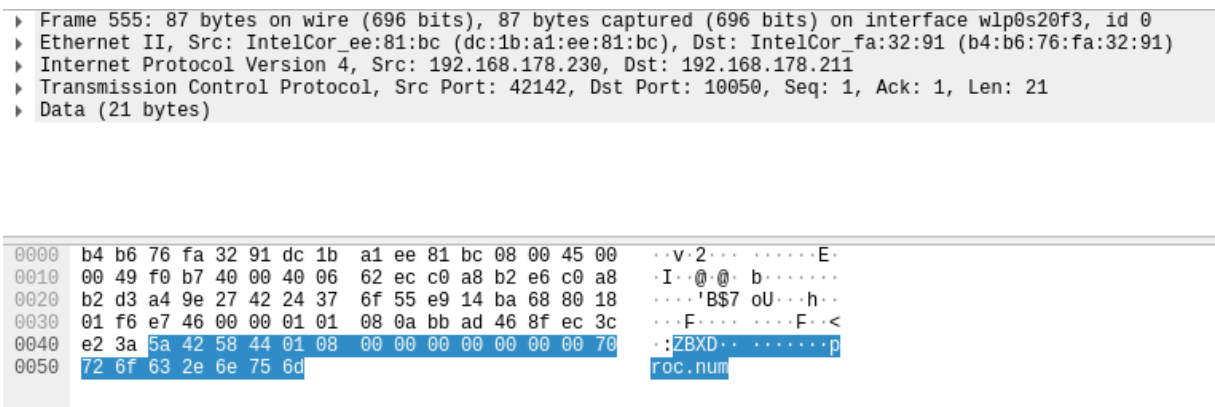 Frame 555: 87 bytes on wire (696 bits), 87 bytes captured (696 bits) on interface wlp0s20f3, id 0
Ethernet II, Src: IntelCor_ee:81:bc (dc:1b:a1:ee:81:bc), Dst: IntelCor_fa:32:91 (b4:b6:76:fa:32:91)
Internet Protocol Version 4, Src: 192.168.178.230, Dst: 192.168.178.211
Transmission Control Protocol, Src Port: 42142, Dst Port: 10050, Seq: 1, Ack: 1, Len: 21
Data (21 bytes)
0000 b4 b6 76 fa 32 91 dc 1b a1 ee 81 bc 08 00 45 00 ··v·2··· ······E·
0010 00 49 f0 b7 40 00 40 06 62 ec c0 a8 b2 e6 c0 a8 ·I··@·@· b·······
0020 b2 d3 a4 9e 27 42 24 37 6f 55 e9 14 ba 68 80 18 ····'B$7 oU···h··
0030 01 f6 e7 46 00 00 01 01 08 0a bb ad 46 8f ec 3c ···F···· ····F··<
0040 e2 3a 5a 42 58 44 01 08 00 00 00 00 00 00 00 70 ·:ZBXD·· ·······p
0050 72 6f 63 2e 6e 75 6d roc.num